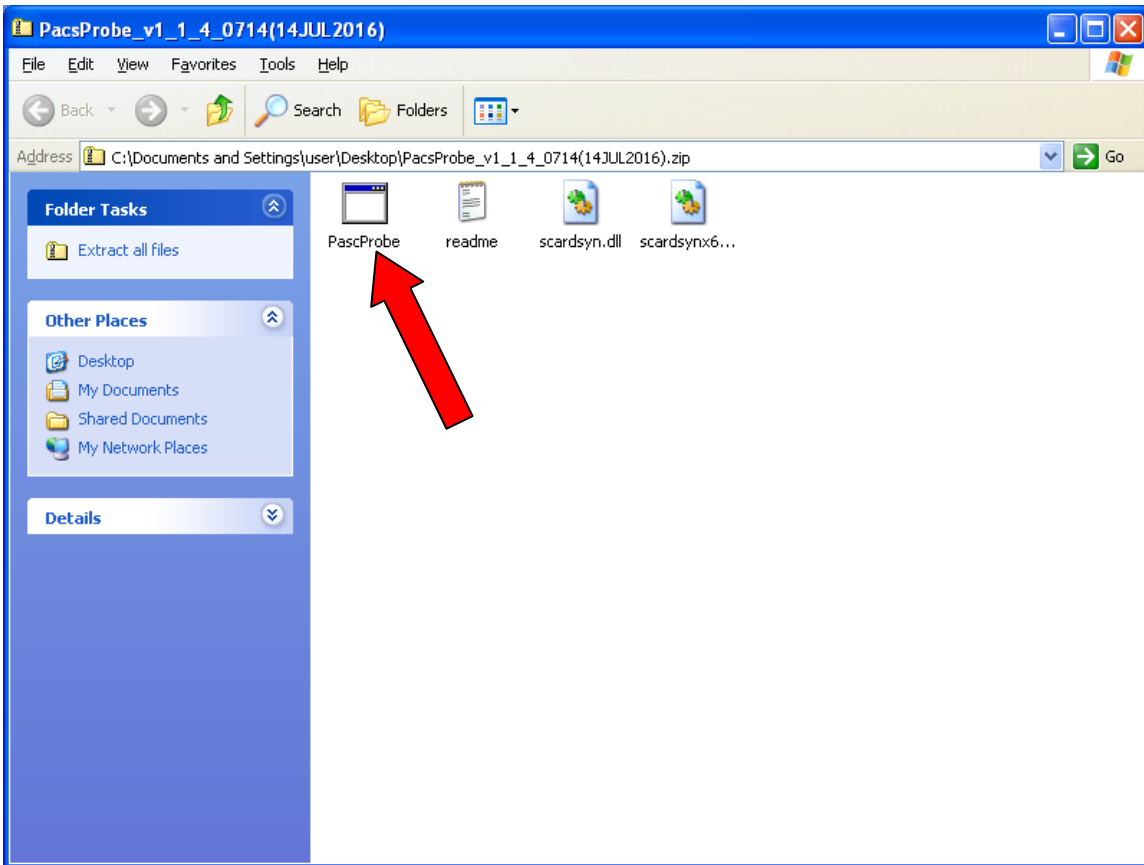 PacsProbe_v1_1_4_0714(14JUL2016)
File Edit View Favorites Tools Help
Back Search Folders
Address C:\Documents and Settings\user\Desktop\PacsProbe_v1_1_4_0714(14JUL2016).zip Go
Folder Tasks
Extract all files
Other Places
Desktop
My Documents
Shared Documents
My Network Places
Details
PascProbe readme scardsyn.dll scardsynx6...